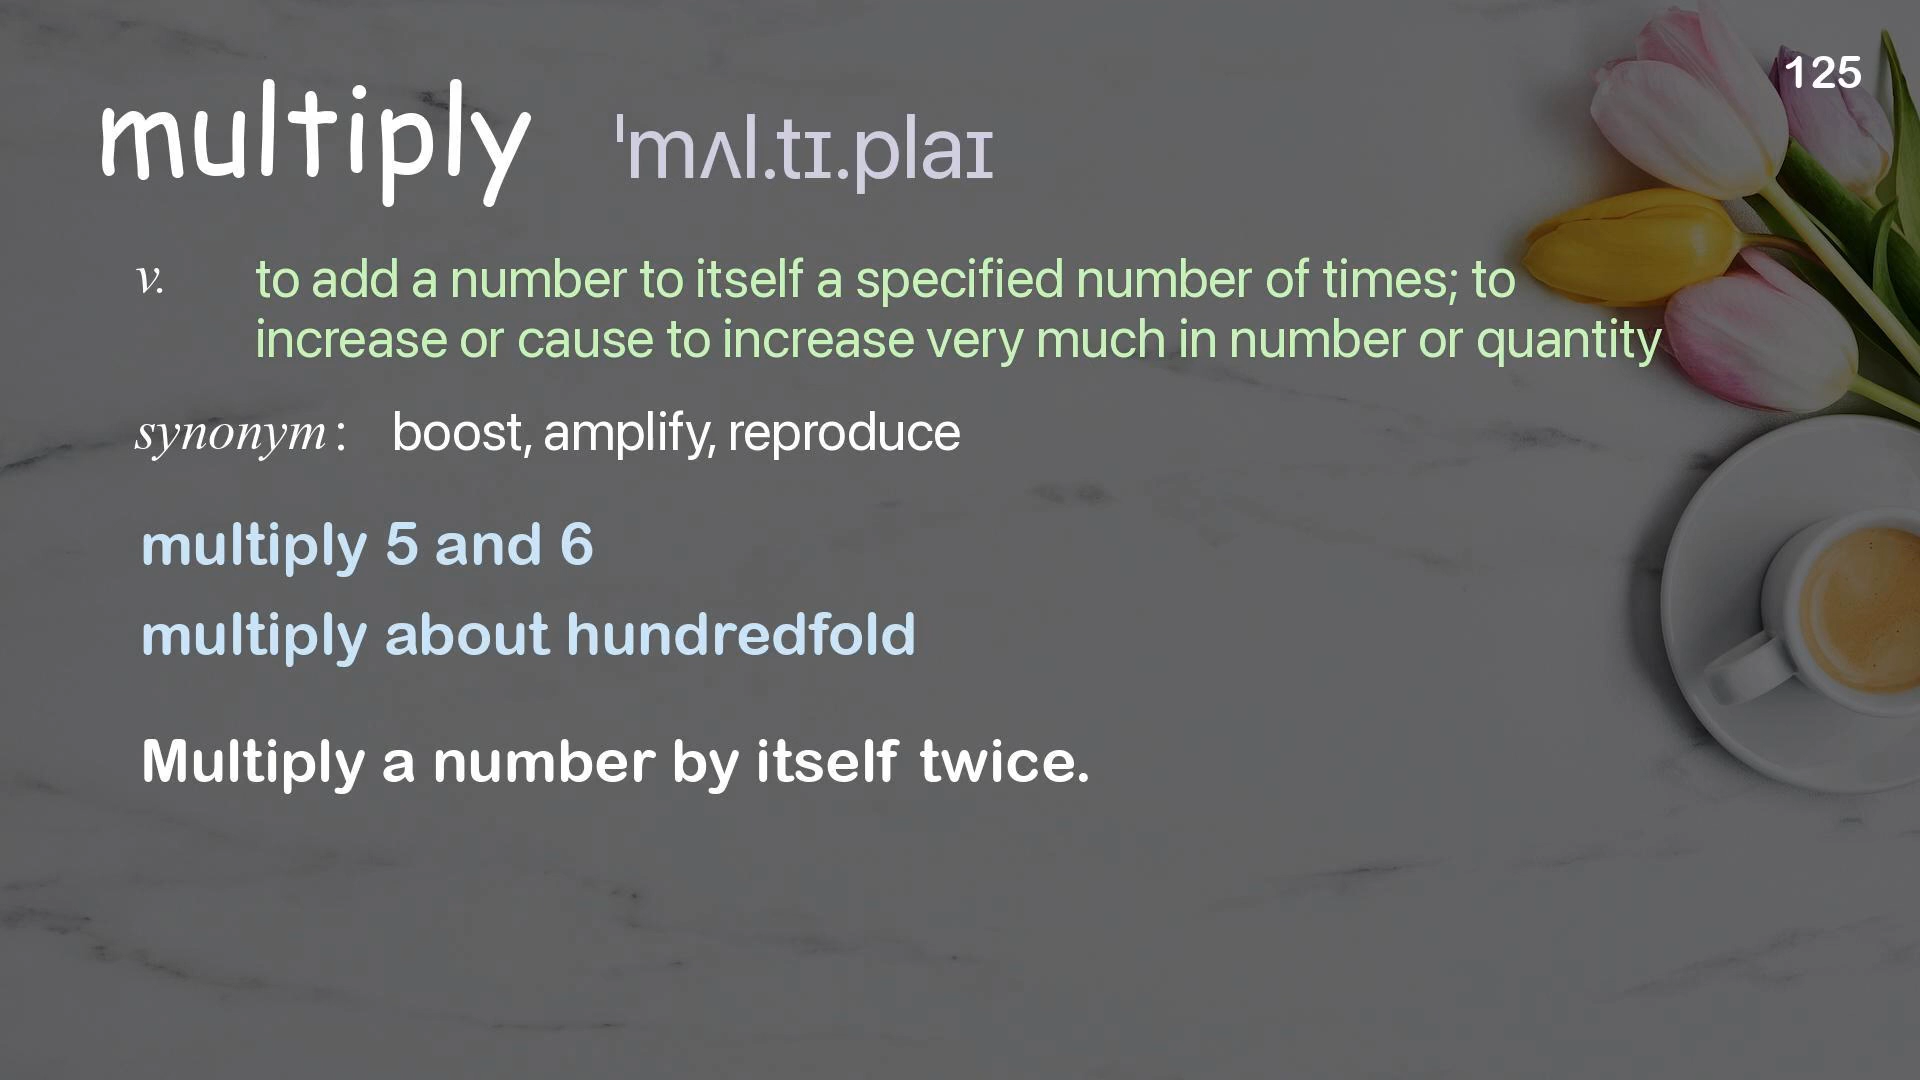 125
multiply ˈmʌl.tɪ.plaɪ
v. to add a number to itself a specified number of times; to
increase or cause to increase very much in number or quantity
synonym: boost, amplify, reproduce
multiply 5 and 6
multiply about hundredfold
Multiply a number by itself twice.